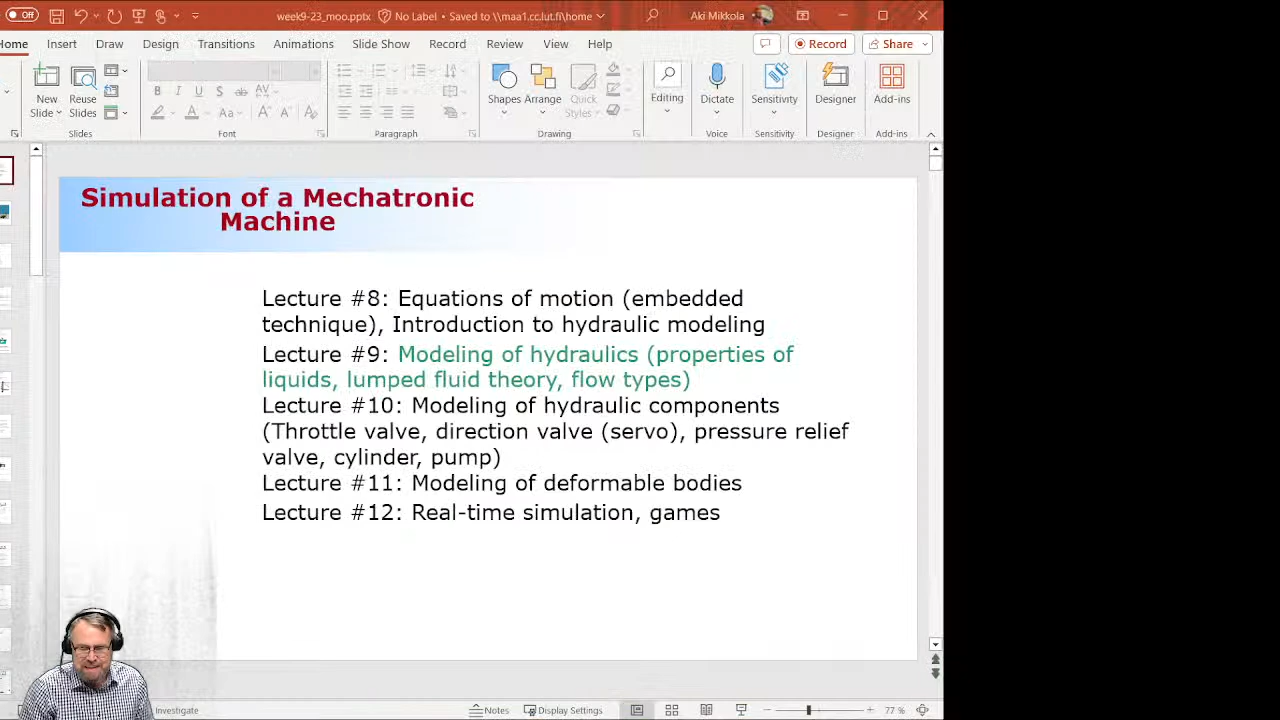 Off
week9-23_moo.pptx
No Label
Saved to \\maa1.cc.lut.fi\home
Aki Mikkola
Home Insert Draw Design Transitions Animations Slide Show Record Review View Help
Record
Share
New
Slide
Reuse
Slides
Shapes
Arrange
Quick
Styles
Editing
Dictate
Sensitivity
Designer
Add-ins
Slides
Font
Paragraph
Drawing
Voice
Sensitivity
Designer
Add-ins
Simulation of a Mechatronic
Machine
Lecture #8: Equations of motion (embedded
technique), Introduction to hydraulic modeling
Lecture #9: Modeling of hydraulics (properties of
liquids, lumped fluid theory, flow types)
Lecture #10: Modeling of hydraulic components
(Throttle valve, direction valve (servo), pressure relief
valve, cylinder, pump)
Lecture #11: Modeling of deformable bodies
Lecture #12: Real-time simulation, games
Investigate
Notes
Display Settings
77 %